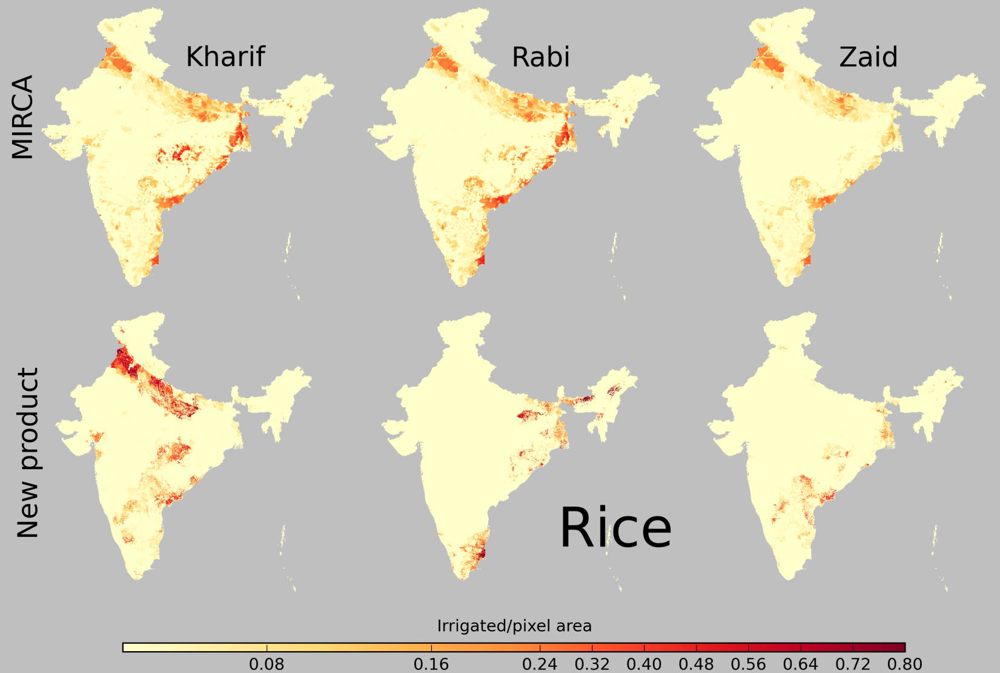 Kharif
Rabi
Zaid
MIRCA
New product
Rice
Irrigated/pixel area
0.08 0.16 0.24 0.32 0.40 0.48 0.56 0.64 0.72 0.80